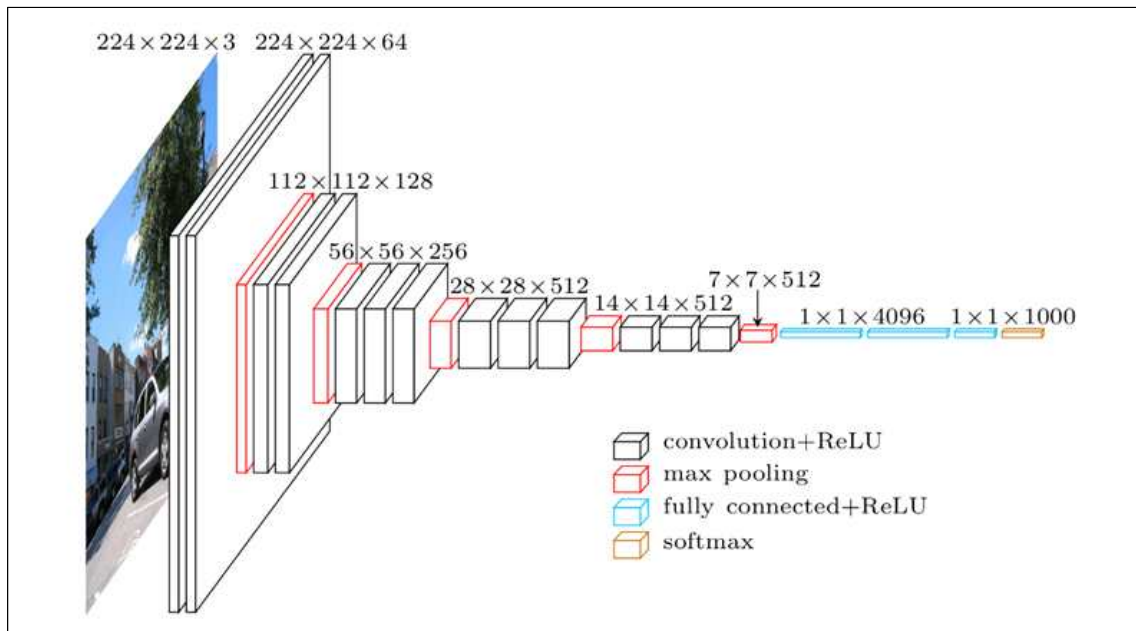 224×224×3
224×224×64
112×112×128
56×56×256
28×28×512
14×14×512
7×7×512
1×1×4096
1×1×1000
convolution+ReLU
max pooling
fully connected+ReLU
softmax